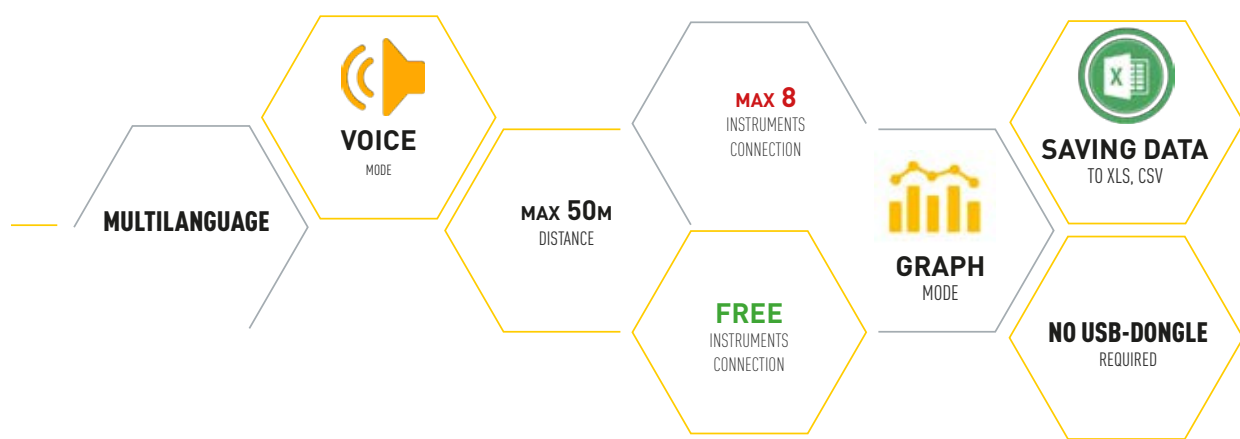 MULTILANGUAGE
VOICE
MODE
MAX 50M
DISTANCE
MAX 8
INSTRUMENTS
CONNECTION
FREE
INSTRUMENTS
CONNECTION
GRAPH
MODE
X
SAVING DATA
TO XLS, CSV
NO USB-DONGLE
REQUIRED